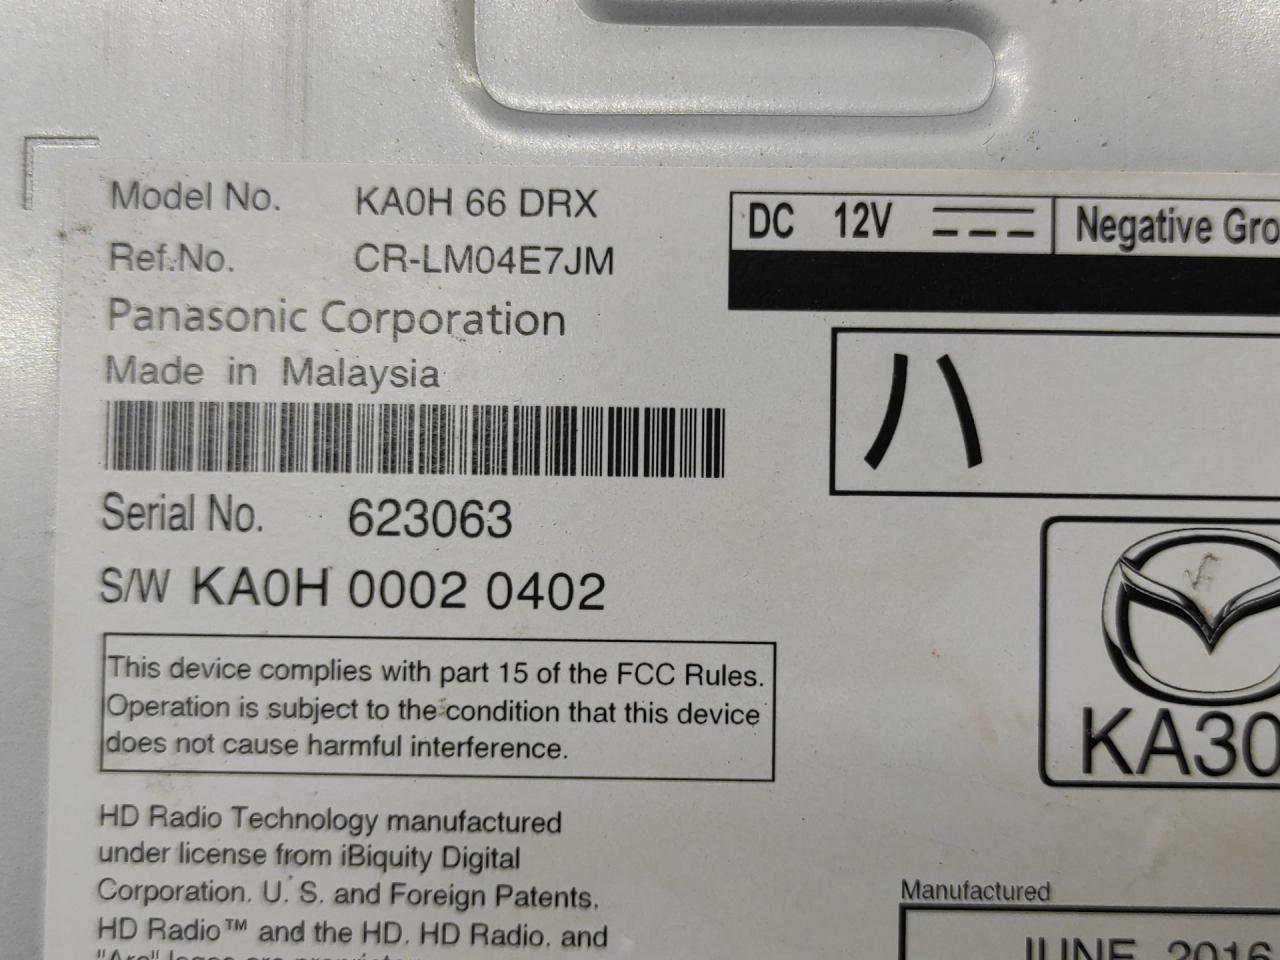 Model No. KA0H 66 DRX
Ref.No. CR-LM04E7JM
Panasonic Corporation
Made in Malaysia
Serial No. 623063
S/W KA0H 0002 0402
This device complies with part 15 of the FCC Rules.
Operation is subject to the condition that this device
does not cause harmful interference.
HD Radio Technology manufactured
under license from iBiquity Digital
Corporation. U. S. and Foreign Patents.
HD Radio™ and the HD, HD Radio, and
DC 12V Negative
ハ
KA30
Manufactured
JUNE 2016